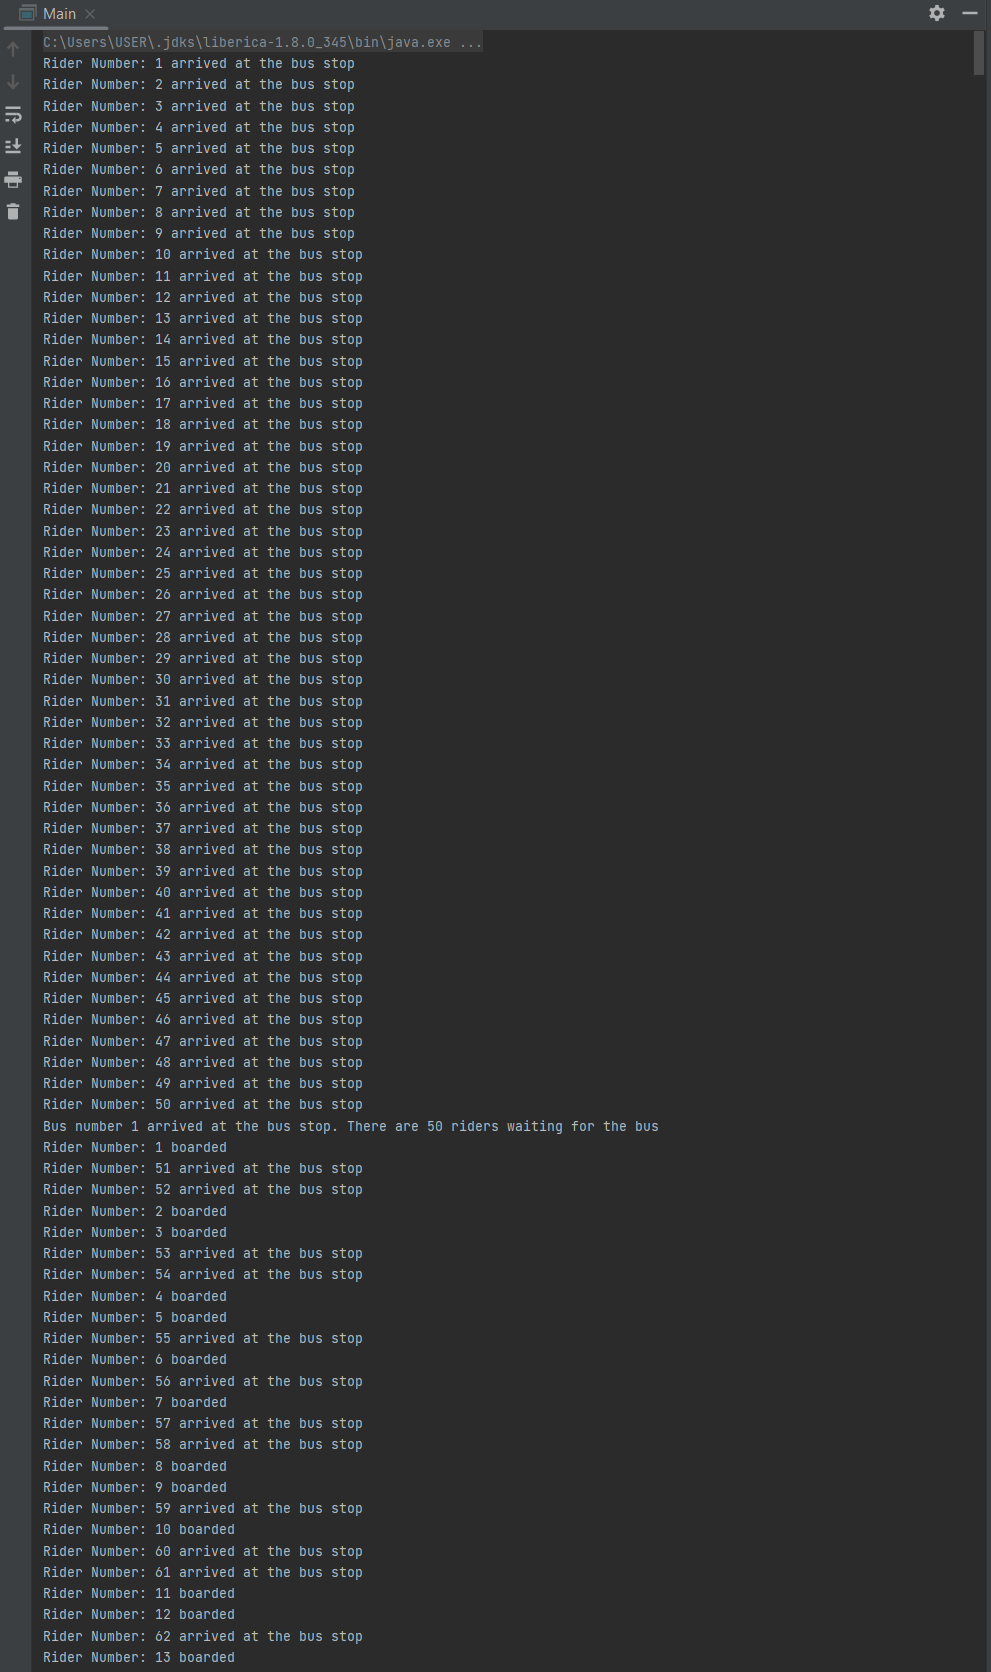 Main
C:\Users\USER\.jdks\liberica-1.8.0_345\bin\java.exe ...
Rider Number: 1 arrived at the bus stop
Rider Number: 2 arrived at the bus stop
Rider Number: 3 arrived at the bus stop
Rider Number: 4 arrived at the bus stop
Rider Number: 5 arrived at the bus stop
Rider Number: 6 arrived at the bus stop
Rider Number: 7 arrived at the bus stop
Rider Number: 8 arrived at the bus stop
Rider Number: 9 arrived at the bus stop
Rider Number: 10 arrived at the bus stop
Rider Number: 11 arrived at the bus stop
Rider Number: 12 arrived at the bus stop
Rider Number: 13 arrived at the bus stop
Rider Number: 14 arrived at the bus stop
Rider Number: 15 arrived at the bus stop
Rider Number: 16 arrived at the bus stop
Rider Number: 17 arrived at the bus stop
Rider Number: 18 arrived at the bus stop
Rider Number: 19 arrived at the bus stop
Rider Number: 20 arrived at the bus stop
Rider Number: 21 arrived at the bus stop
Rider Number: 22 arrived at the bus stop
Rider Number: 23 arrived at the bus stop
Rider Number: 24 arrived at the bus stop
Rider Number: 25 arrived at the bus stop
Rider Number: 26 arrived at the bus stop
Rider Number: 27 arrived at the bus stop
Rider Number: 28 arrived at the bus stop
Rider Number: 29 arrived at the bus stop
Rider Number: 30 arrived at the bus stop
Rider Number: 31 arrived at the bus stop
Rider Number: 32 arrived at the bus stop
Rider Number: 33 arrived at the bus stop
Rider Number: 34 arrived at the bus stop
Rider Number: 35 arrived at the bus stop
Rider Number: 36 arrived at the bus stop
Rider Number: 37 arrived at the bus stop
Rider Number: 38 arrived at the bus stop
Rider Number: 39 arrived at the bus stop
Rider Number: 40 arrived at the bus stop
Rider Number: 41 arrived at the bus stop
Rider Number: 42 arrived at the bus stop
Rider Number: 43 arrived at the bus stop
Rider Number: 44 arrived at the bus stop
Rider Number: 45 arrived at the bus stop
Rider Number: 46 arrived at the bus stop
Rider Number: 47 arrived at the bus stop
Rider Number: 48 arrived at the bus stop
Rider Number: 49 arrived at the bus stop
Rider Number: 50 arrived at the bus stop
Bus number 1 arrived at the bus stop. There are 50 riders waiting for the bus
Rider Number: 1 boarded
Rider Number: 51 arrived at the bus stop
Rider Number: 52 arrived at the bus stop
Rider Number: 2 boarded
Rider Number: 3 boarded
Rider Number: 53 arrived at the bus stop
Rider Number: 54 arrived at the bus stop
Rider Number: 4 boarded
Rider Number: 5 boarded
Rider Number: 55 arrived at the bus stop
Rider Number: 6 boarded
Rider Number: 56 arrived at the bus stop
Rider Number: 7 boarded
Rider Number: 57 arrived at the bus stop
Rider Number: 58 arrived at the bus stop
Rider Number: 8 boarded
Rider Number: 9 boarded
Rider Number: 59 arrived at the bus stop
Rider Number: 10 boarded
Rider Number: 60 arrived at the bus stop
Rider Number: 61 arrived at the bus stop
Rider Number: 11 boarded
Rider Number: 12 boarded
Rider Number: 62 arrived at the bus stop
Rider Number: 13 boarded